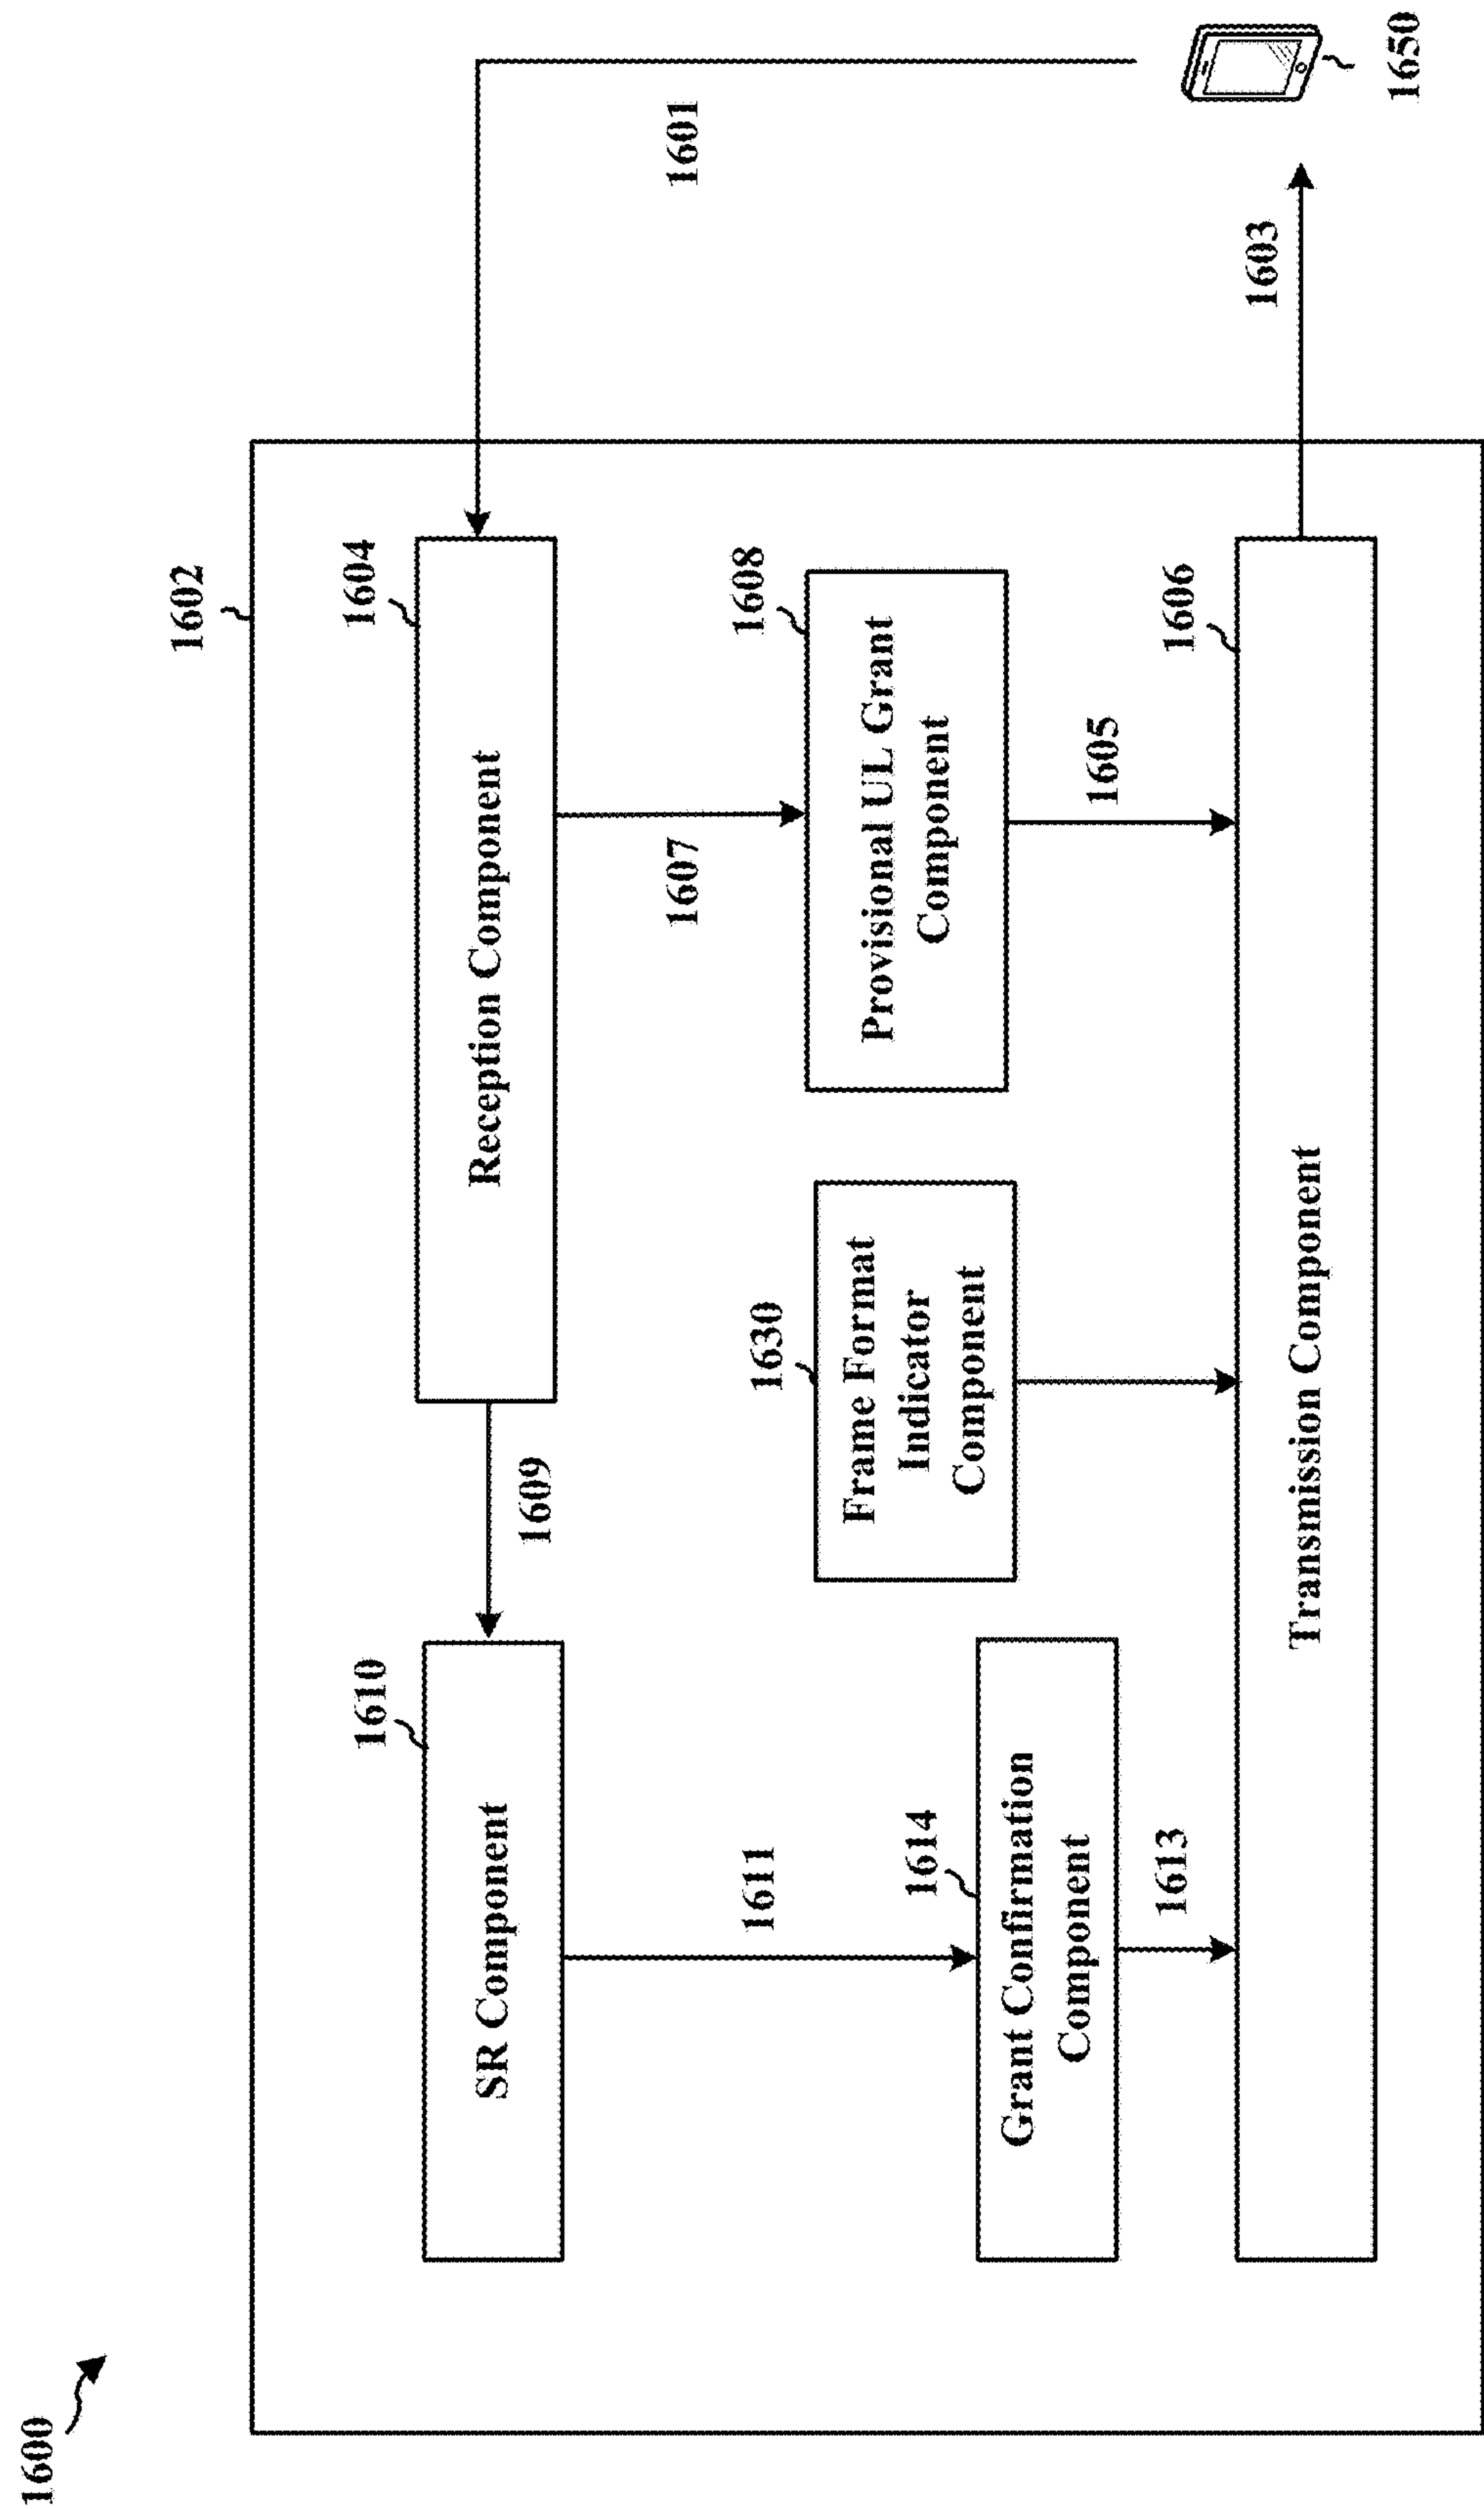 1600
1602
1610
SR Component
1609
1604
Reception Component
1601
1611
1607
1614
Grant Confirmation
Component
1630
Frame Format
Indicator
Component
1608
Provisional UL Grant
Component
1613
1605
1606
Transmission Component
1603
1650